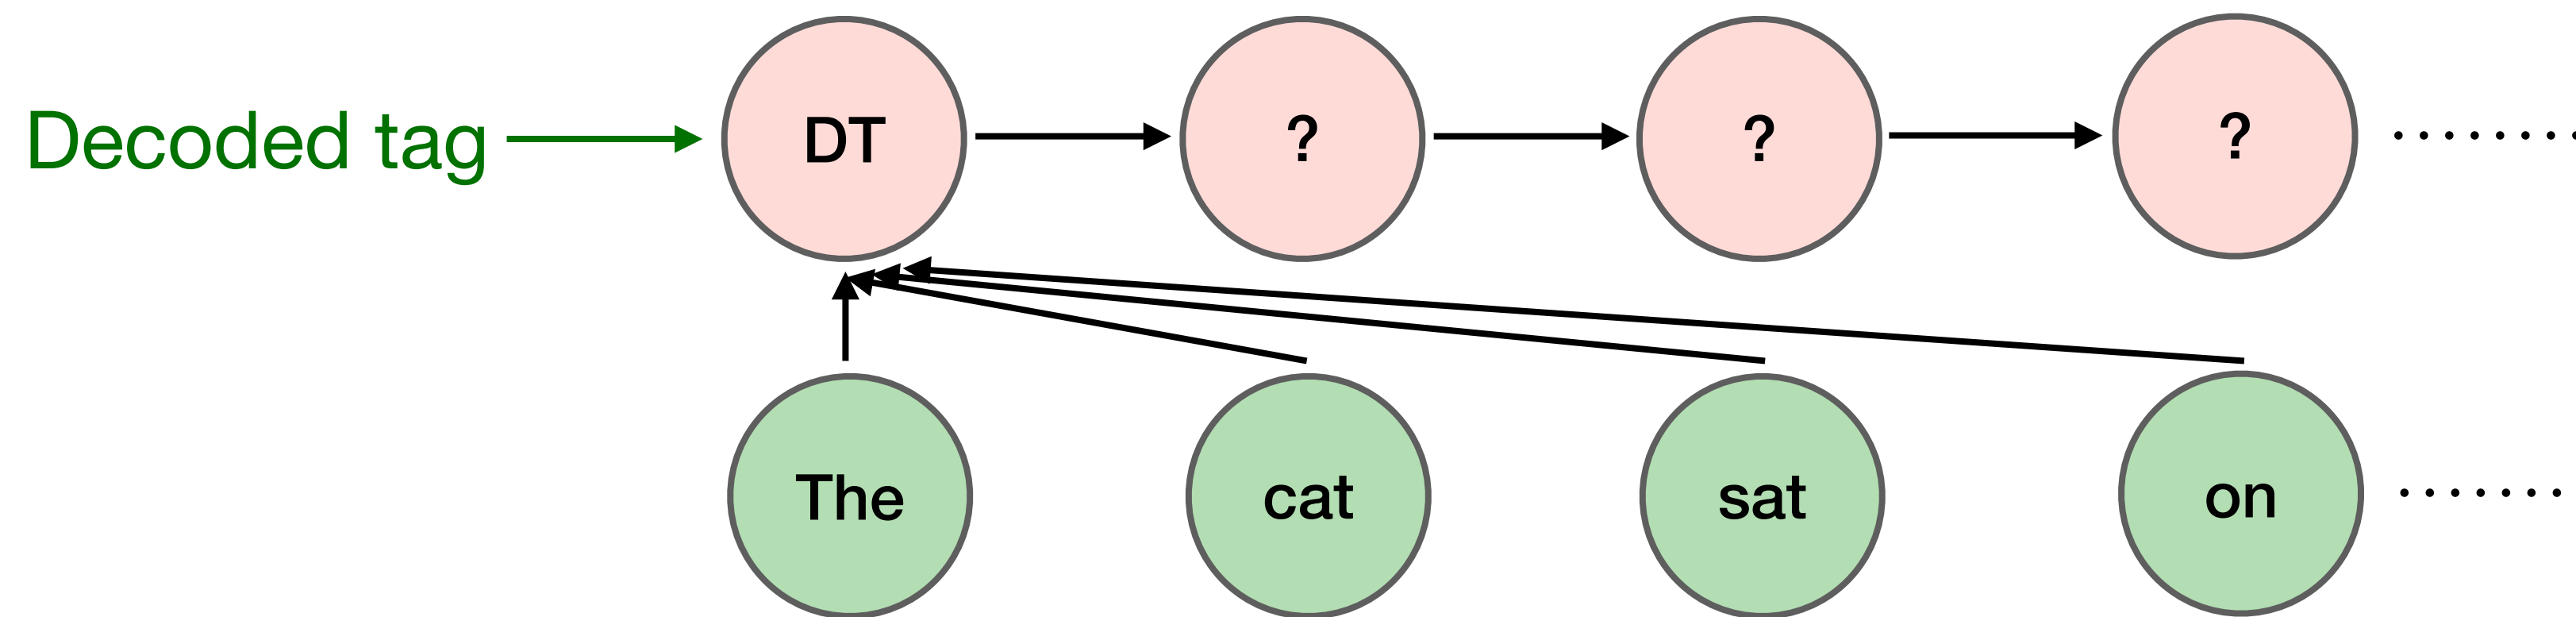 Decoded tag DT ? ? ?
The cat sat on